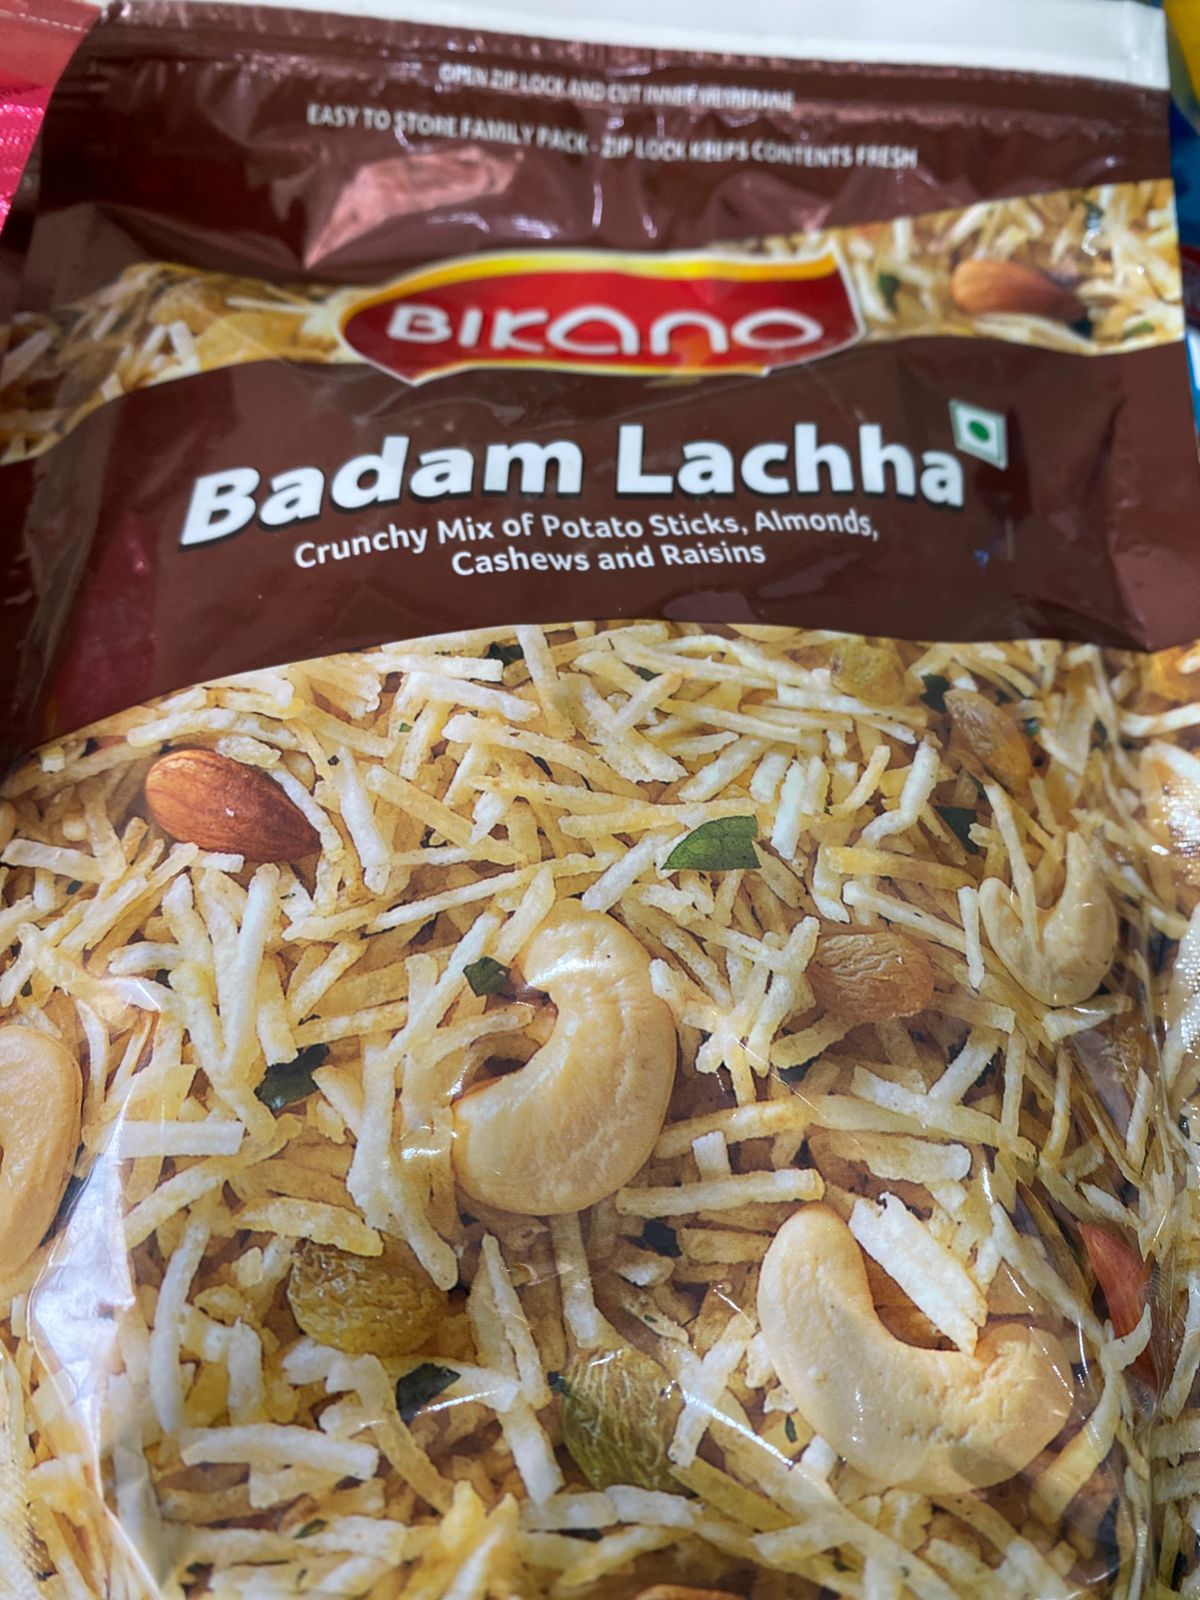 OPEN ZIP LOCK AND CUT INNER MEMBRANE
EASY TO STORE FAMILY PACK - ZIP LOCK KEEPS CONTENTS FRESH
BIKANO
Badam Lachha
Crunchy Mix of Potato Sticks, Almonds,
Cashews and Raisins